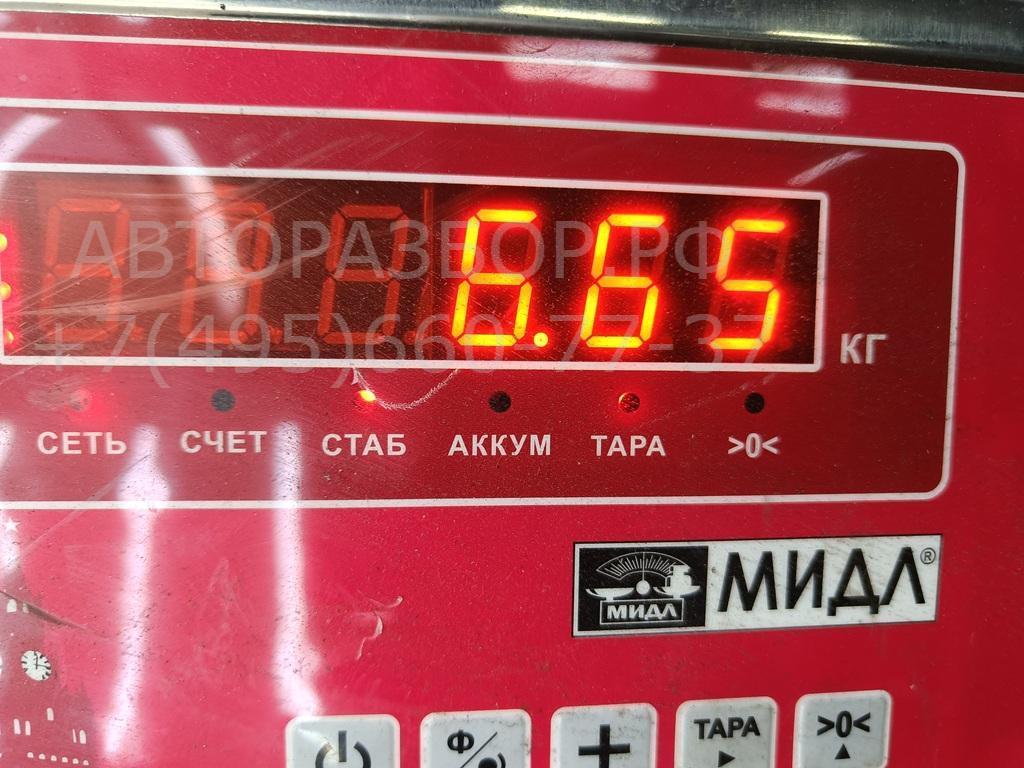 АВТОРАЗБОР.РФ
+7(495)660-77-37
6.65
КГ
СЕТЬ СЧЕТ СТАБ АККУМ ТАРА >0<
МИДЛ МИДЛ®
Ф ТАРА >0<